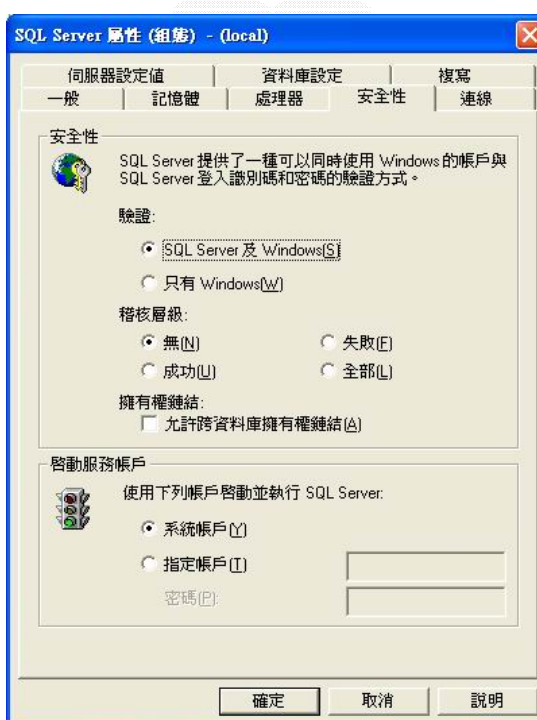 SQL Server 屬性 (組態) - (local)
伺服器設定值
資料庫設定
複寫
一般
記憶體
處理器
安全性
連線
安全性
SQL Server 提供了一種可以同時使用 Windows 的帳戶與
SQL Server 登入識別碼和密碼的驗證方式。
驗證:
SQL Server 及 Windows(S)
只有 Windows(W)
稽核層級:
無(N)
失敗(F)
成功(U)
全部(L)
擁有權鏈結:
允許跨資料庫擁有權鏈結(A)
啓動服務帳戶
使用下列帳戶啓動並執行 SQL Server:
系統帳戶(Y)
指定帳戶(T)
密碼(P):
確定
取消
說明